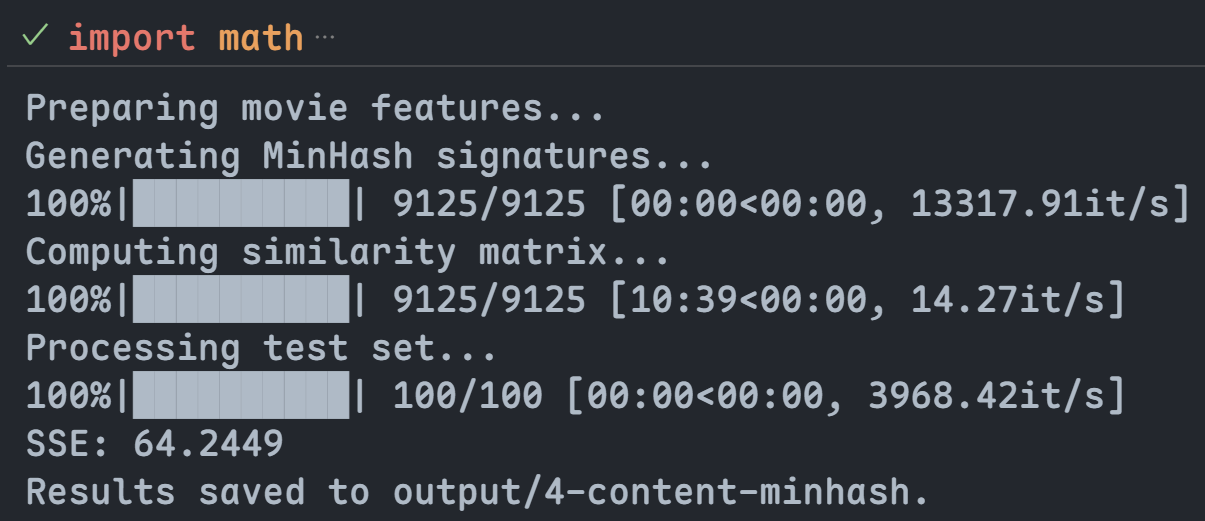 ✓ import math ···
Preparing movie features...
Generating MinHash signatures...
100%|██████████| 9125/9125 [00:00<00:00, 13317.91it/s]
Computing similarity matrix...
100%|██████████| 9125/9125 [10:39<00:00, 14.27it/s]
Processing test set...
100%|██████████| 100/100 [00:00<00:00, 3968.42it/s]
SSE: 64.2449
Results saved to output/4-content-minhash.